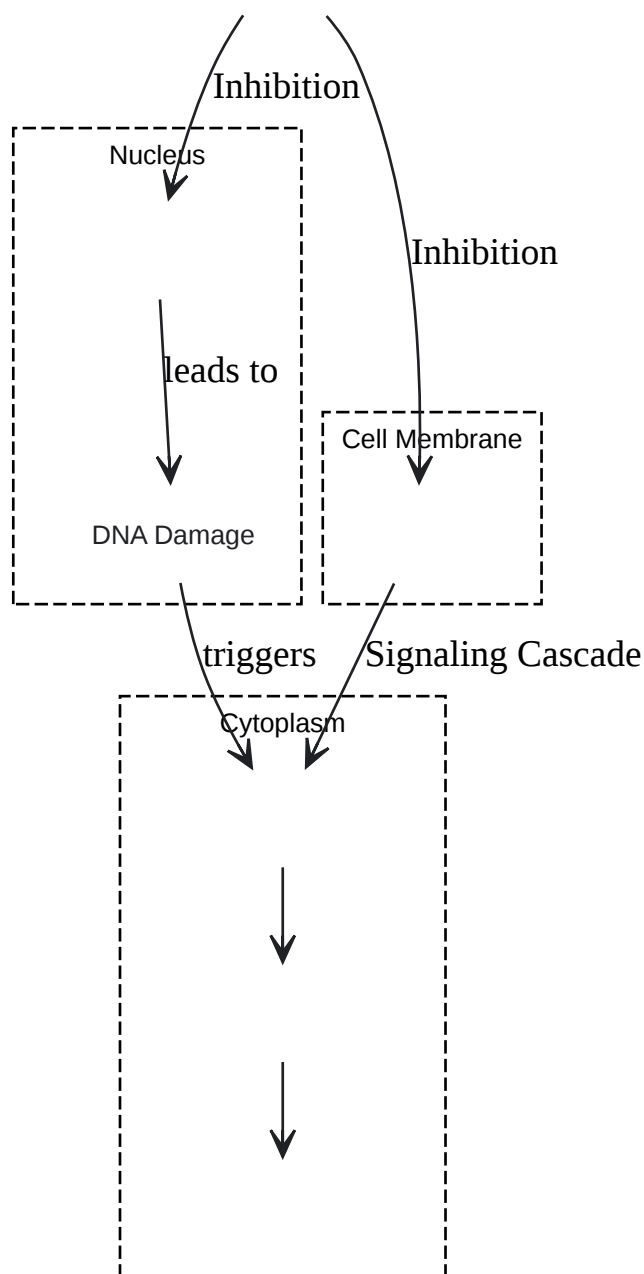 Inhibition
Nucleus
Inhibition
leads to
Cell Membrane
DNA Damage
triggers
Signaling Cascade
Cytoplasm